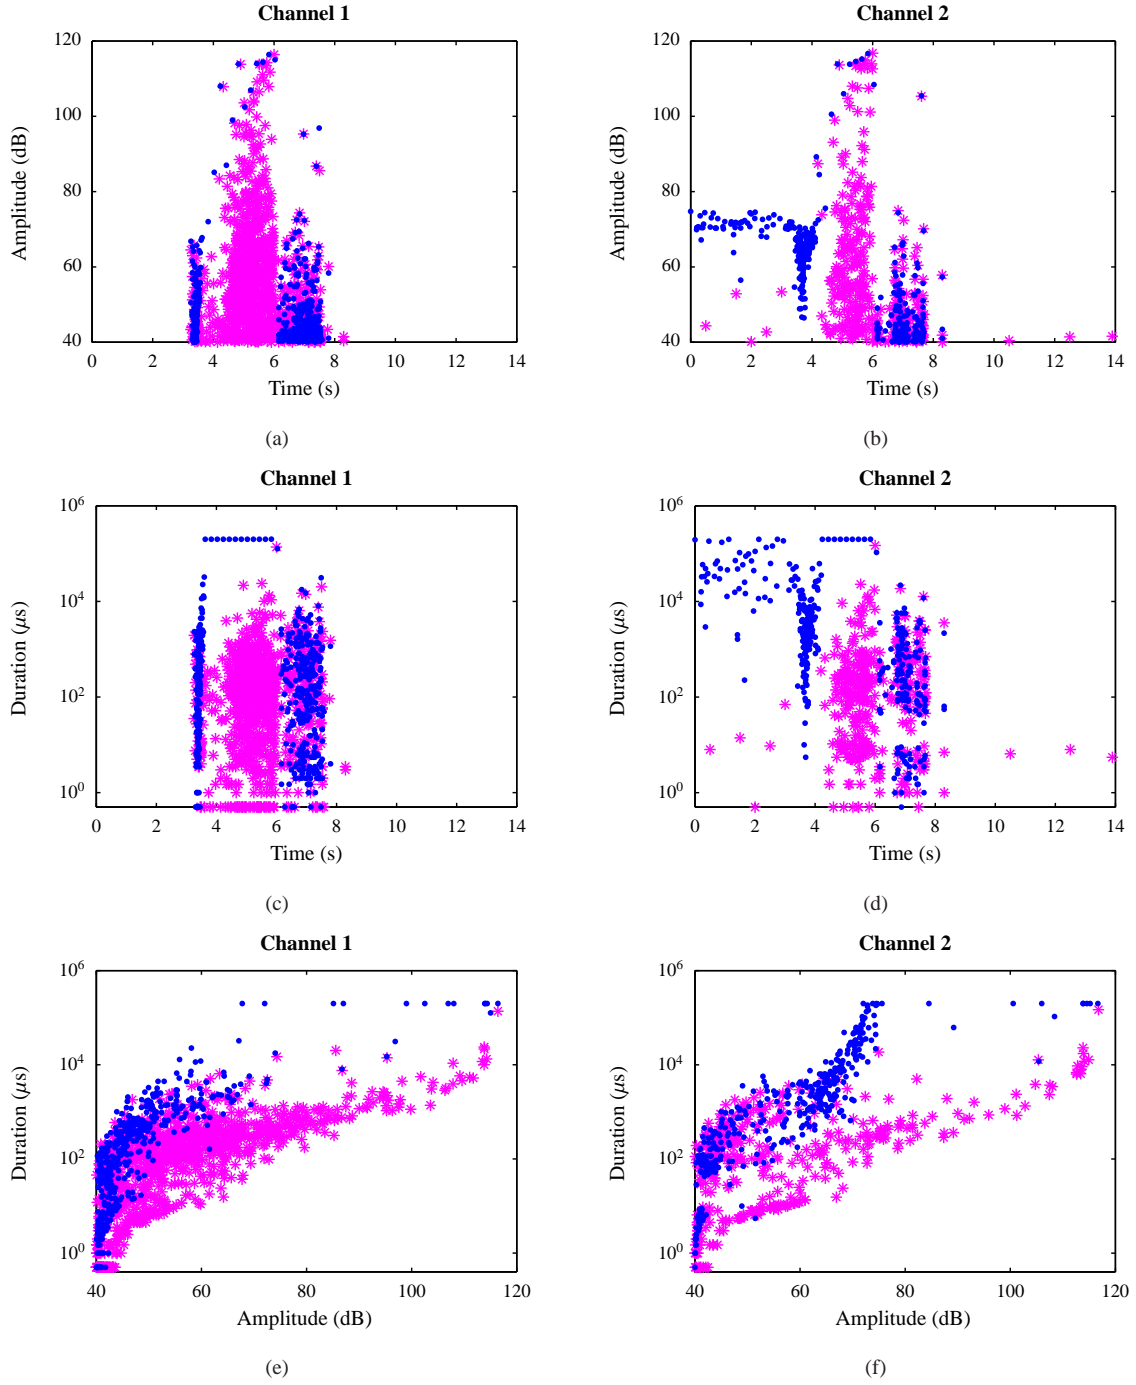 Channel 1
Channel 2
120
100
80
60
40
Amplitude (dB)
0 2 4 6 8 10 12 14
Time (s)
120
100
80
60
40
Amplitude (dB)
0 2 4 6 8 10 12 14
Time (s)
(a)
(b)
Channel 1
Channel 2
10^6
10^4
10^2
10^0
Duration (μs)
0 2 4 6 8 10 12 14
Time (s)
10^6
10^4
10^2
10^0
Duration (μs)
0 2 4 6 8 10 12 14
Time (s)
(c)
(d)
Channel 1
Channel 2
10^6
10^4
10^2
10^0
Duration (μs)
40 60 80 100 120
Amplitude (dB)
10^6
10^4
10^2
10^0
Duration (μs)
40 60 80 100 120
Amplitude (dB)
(e)
(f)